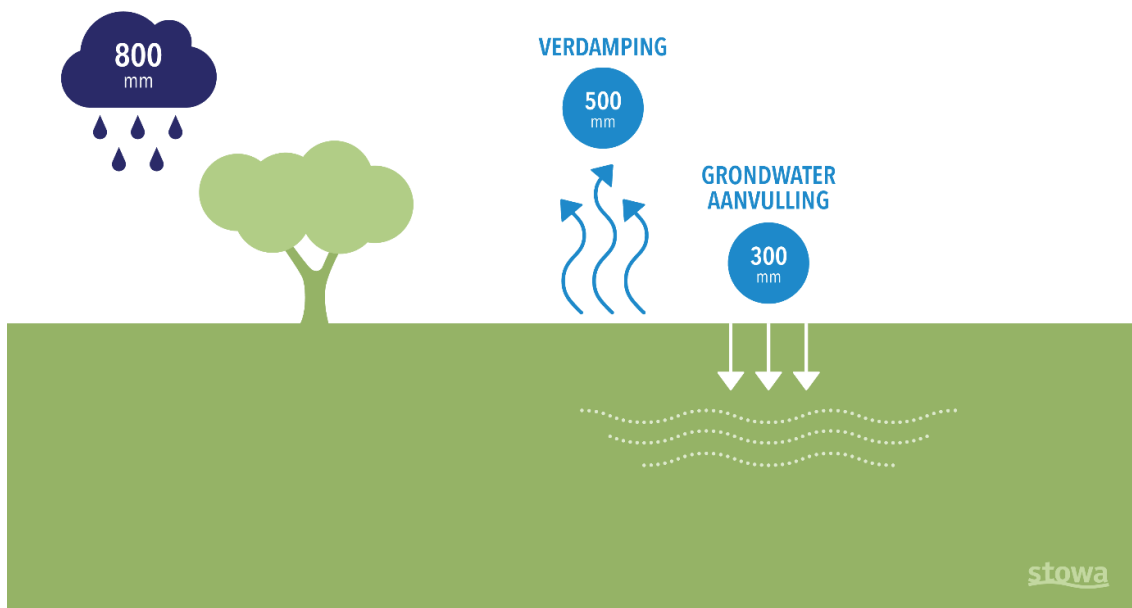 800
mm
VERDAMPING
500
mm
GRONDWATER
AANVULLING
300
mm
stowa